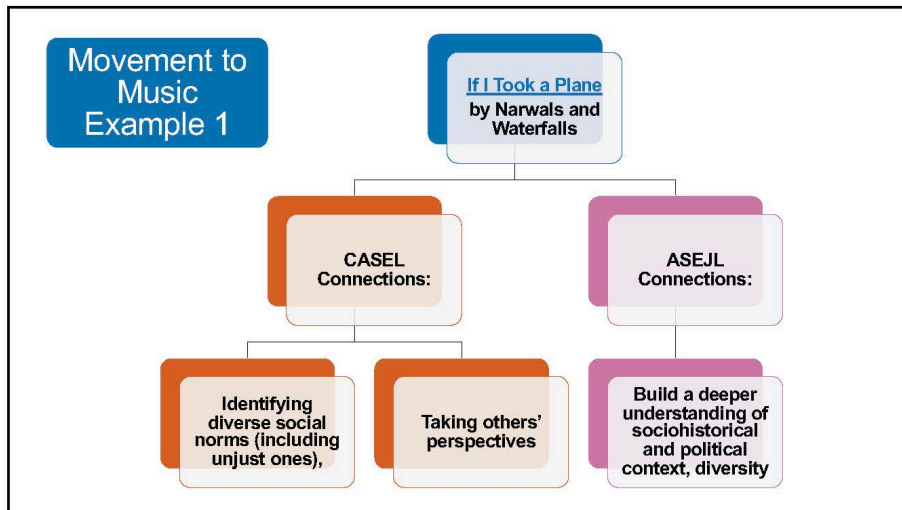 Movement to
Music
Example 1
If I Took a Plane
by Narwals and
Waterfalls
CASEL
Connections:
ASEJL
Connections:
Identifying
diverse social
norms (including
unjust ones),
Taking others'
perspectives
Build a deeper
understanding of
sociohistorical
and political
context, diversity